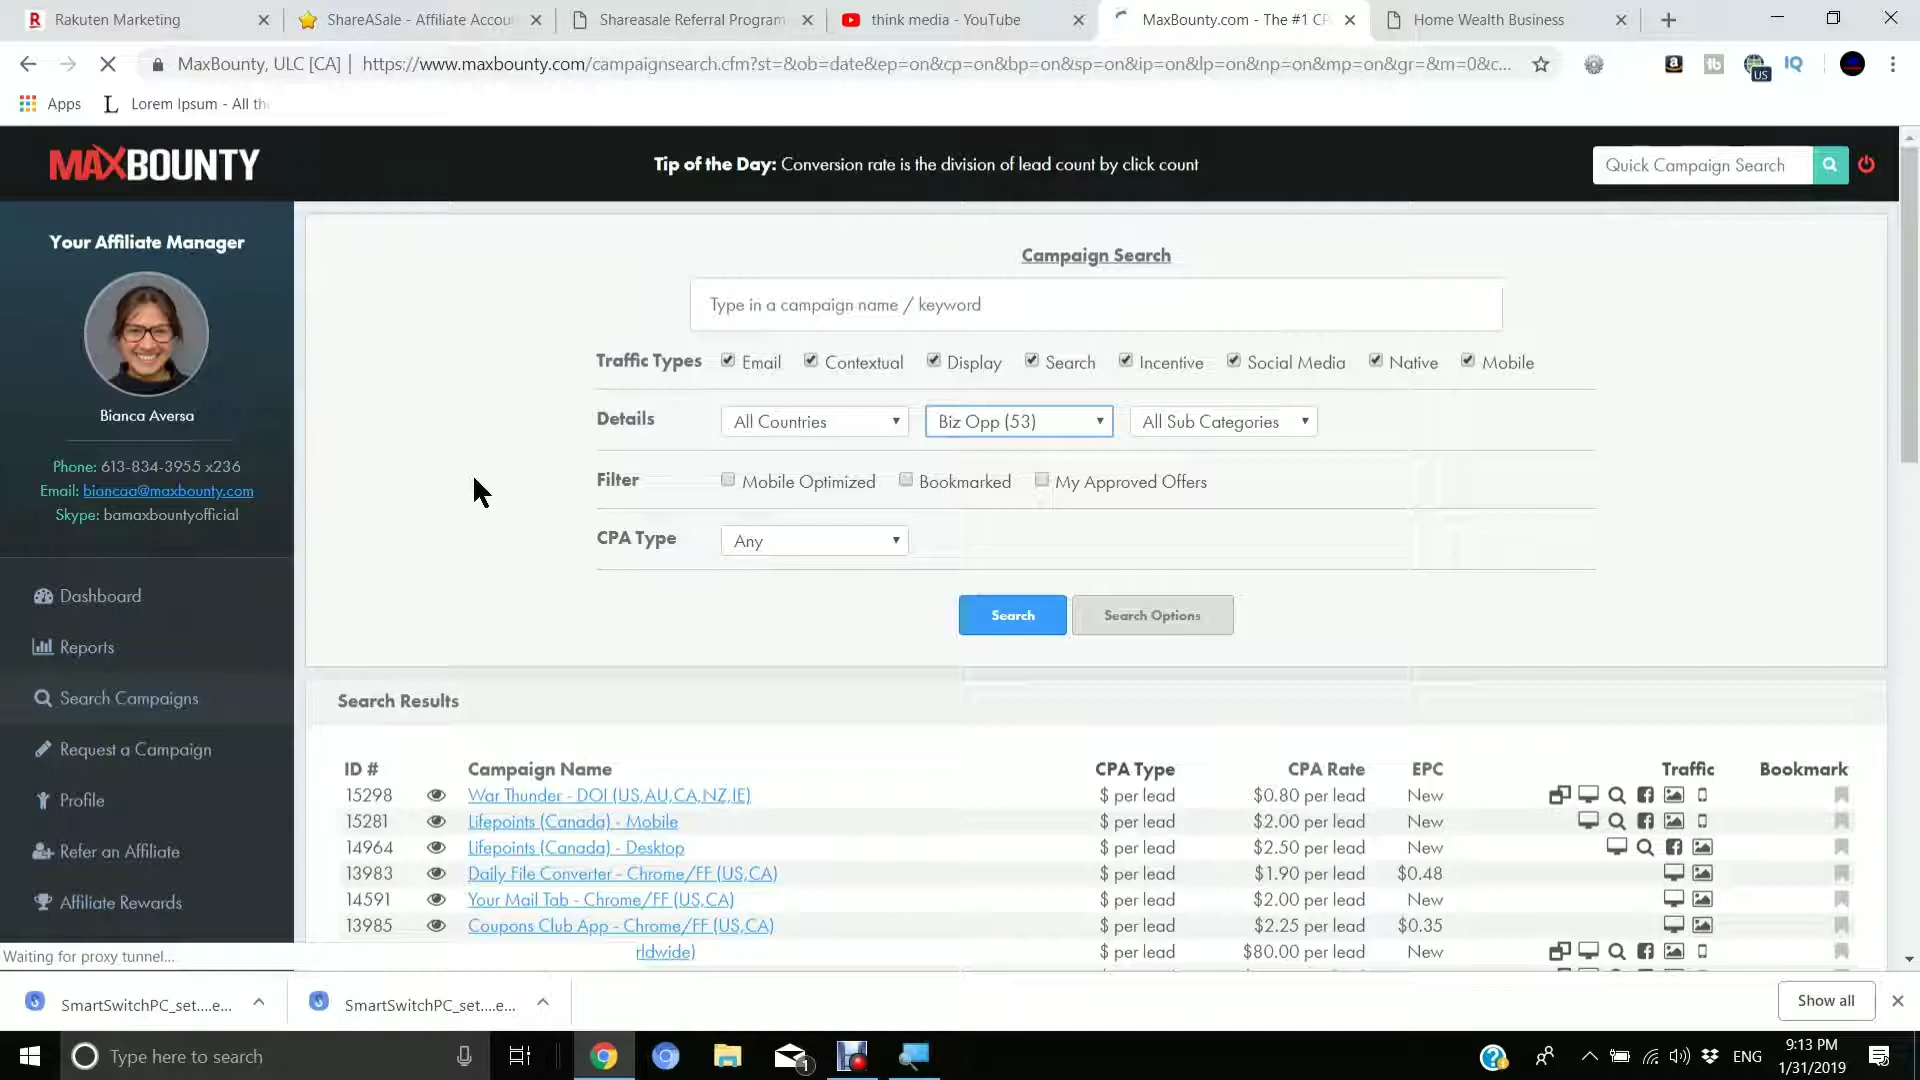 Rakuten Marketing
ShareASale - Affiliate Accou
Shareasale Referral Program
think media - YouTube
MaxBounty.com - The #1 CP
Home Wealth Business
MaxBounty, ULC [CA] | https://www.maxbounty.com/campaignsearch.cfm?st=&ob=date&ep=on&cp=on&bp=on&sp=on&ip=on&lp=on&np=on&mp=on&gr=&m=0&c...
US
IQ
Apps
Lorem Ipsum - All the
MAXBOUNTY
Tip of the Day: Conversion rate is the division of lead count by click count
Quick Campaign Search
Your Affiliate Manager
Bianca Aversa
Phone: 613-834-3955 x236
Email: biancaa@maxbounty.com
Skype: bamaxbountyofficial
Dashboard
Reports
Search Campaigns
Request a Campaign
Profile
Refer an Affiliate
Affiliate Rewards
Campaign Search
Type in a campaign name / keyword
Traffic Types Email Contextual Display Search Incentive Social Media Native Mobile
Details All Countries Biz Opp (53) All Sub Categories
Filter Mobile Optimized Bookmarked My Approved Offers
CPA Type Any
Search Search Options
Search Results
ID # Campaign Name CPA Type CPA Rate EPC Traffic Bookmark
15298 War Thunder - DOI (US,AU,CA,NZ,IE) $ per lead $0.80 per lead New
15281 Lifepoints (Canada) - Mobile $ per lead $2.00 per lead New
14964 Lifepoints (Canada) - Desktop $ per lead $2.50 per lead New
13983 Daily File Converter - Chrome/FF (US,CA) $ per lead $1.90 per lead $0.48
14591 Your Mail Tab - Chrome/FF (US,CA) $ per lead $2.00 per lead New
13985 Coupons Club App - Chrome/FF (US,CA) $ per lead $2.25 per lead $0.35
rldwide) $ per lead $80.00 per lead New
Waiting for proxy tunnel...
SmartSwitchPC_set....e...
SmartSwitchPC_set....e...
Show all
Type here to search
1
ENG
9:13 PM
1/31/2019